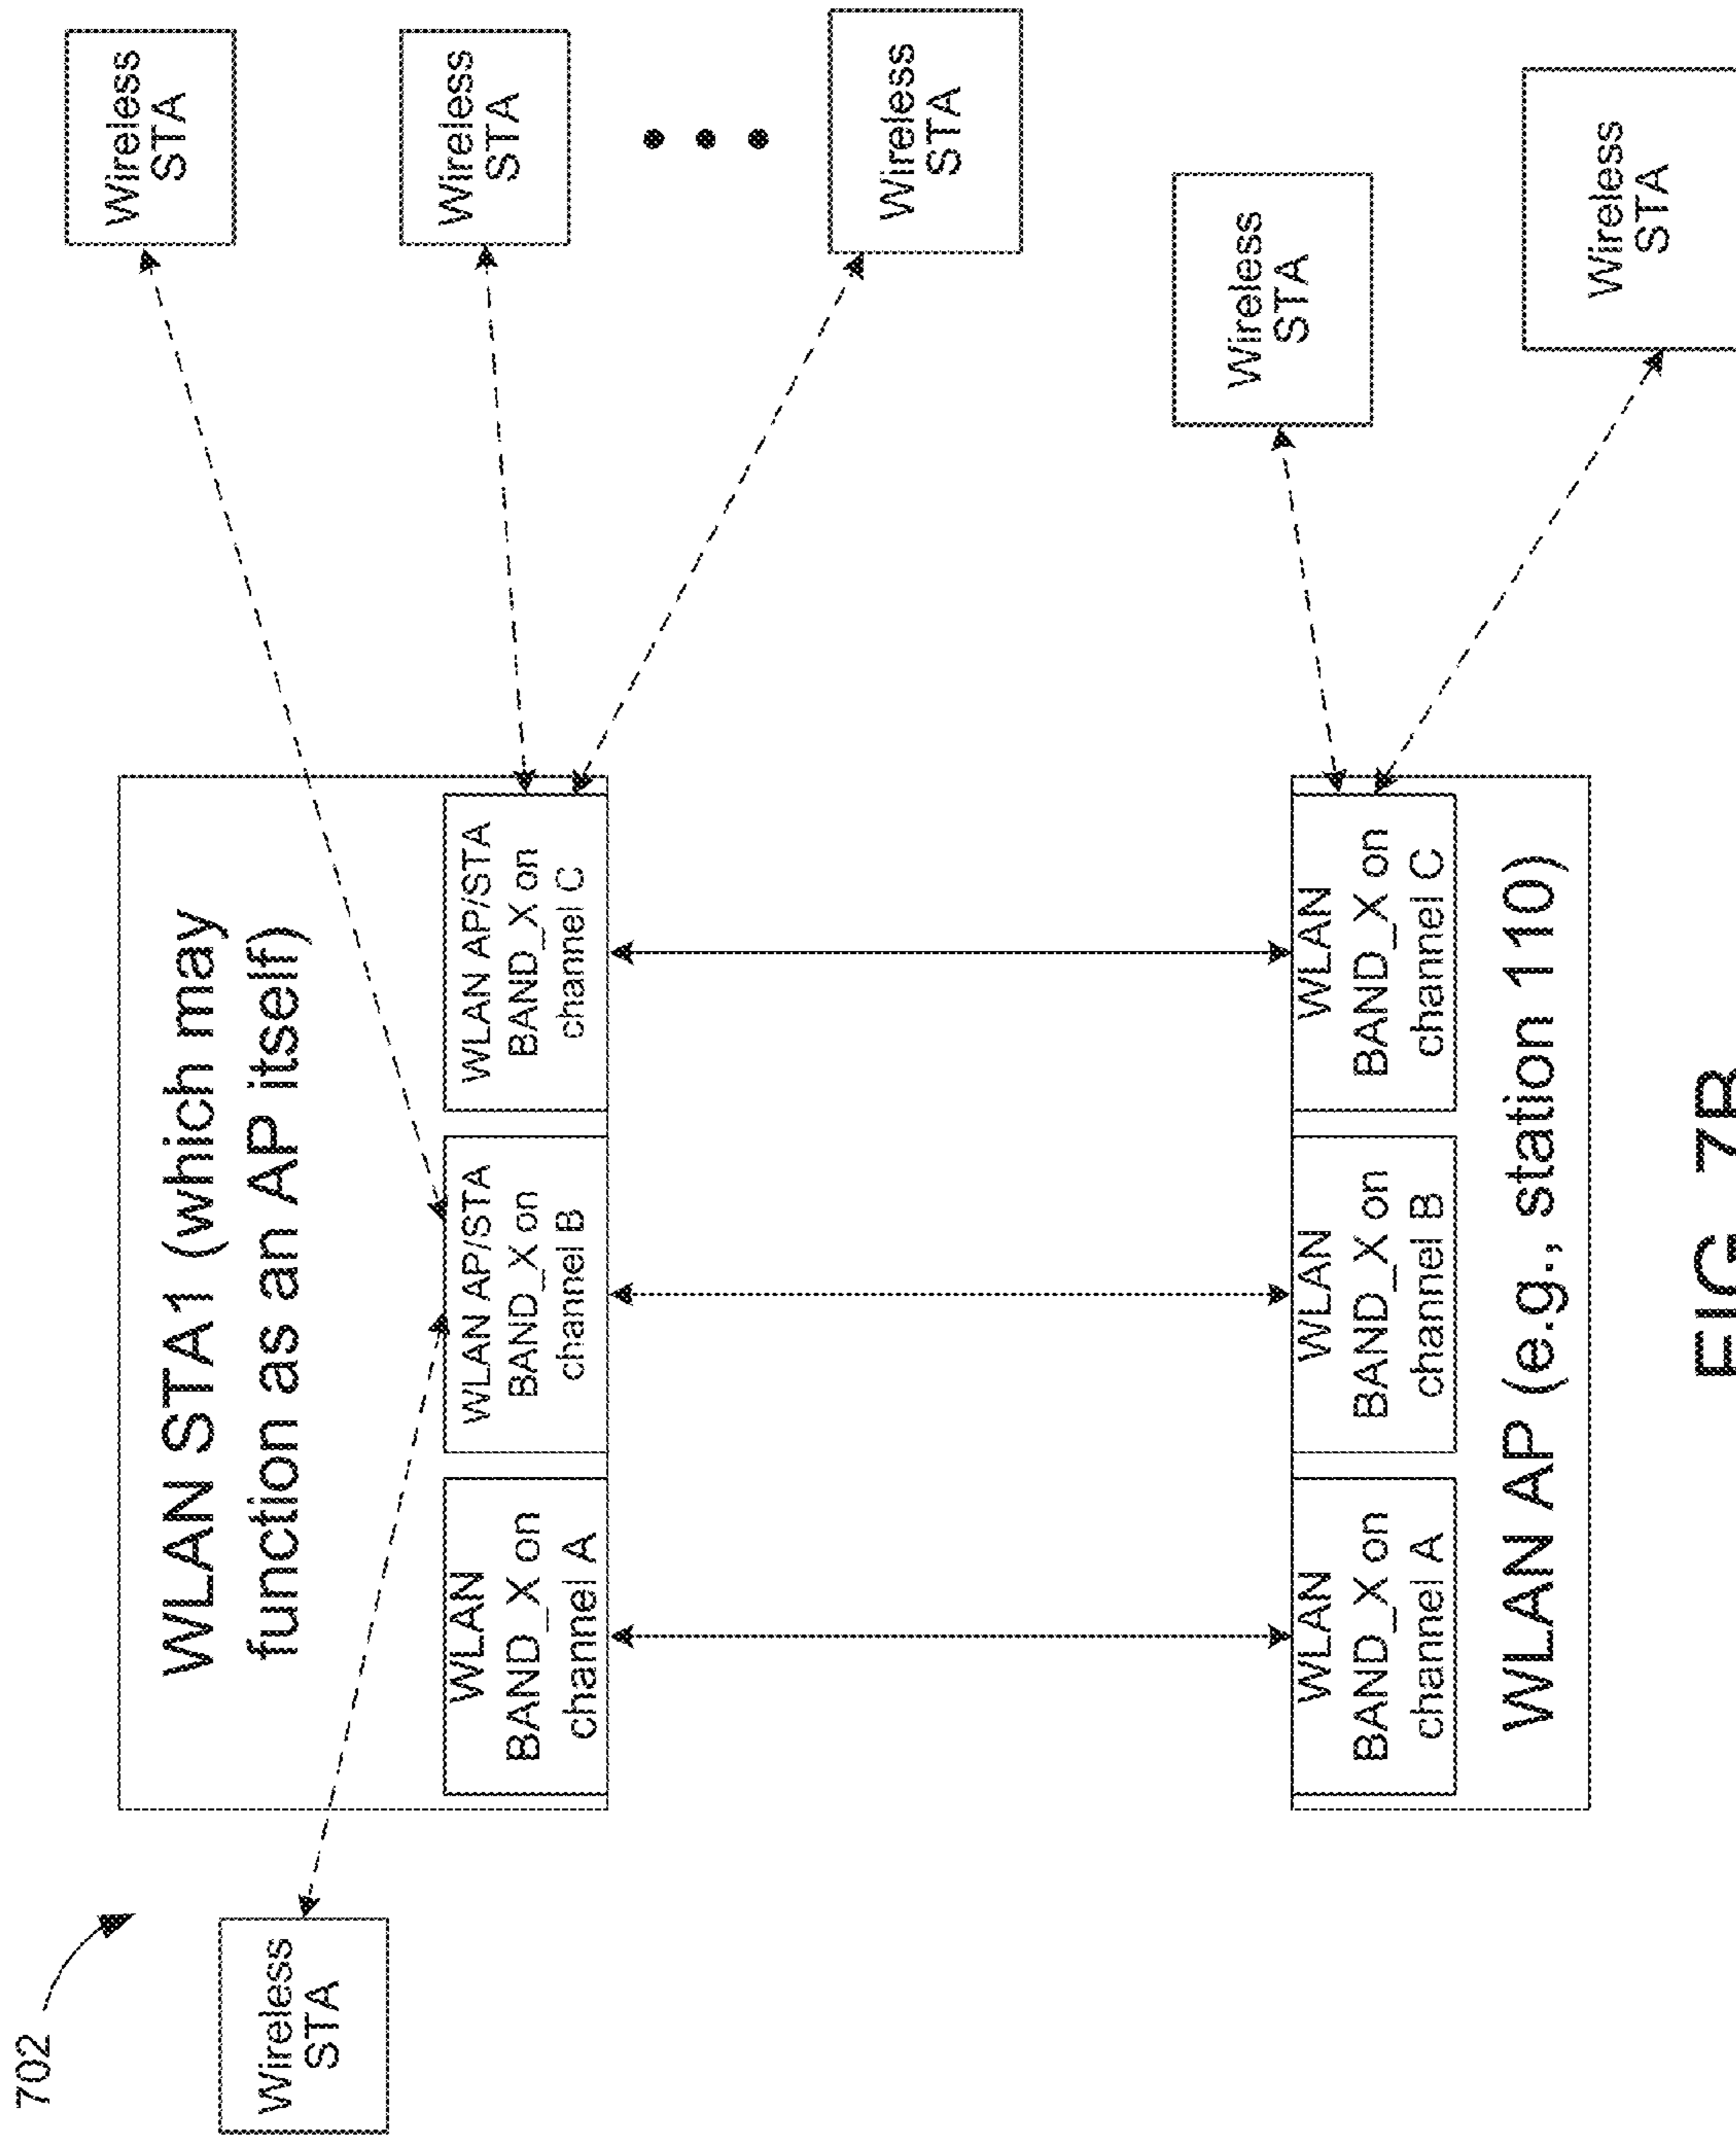 702
Wireless
STA
WLAN STA1 (which may
function as an AP itself)
Wireless
STA
Wireless
STA
WLAN
BAND_X on
channel A
WLAN AP/STA
BAND_X on
channel B
WLAN AP/STA
BAND_X on
channel C
Wireless
STA
Wireless
STA
WLAN
BAND_X on
channel A
WLAN
BAND_X on
channel B
WLAN
BAND_X on
channel C
WLAN AP (e.g., station 110)
Wireless
STA
FIG. 7B